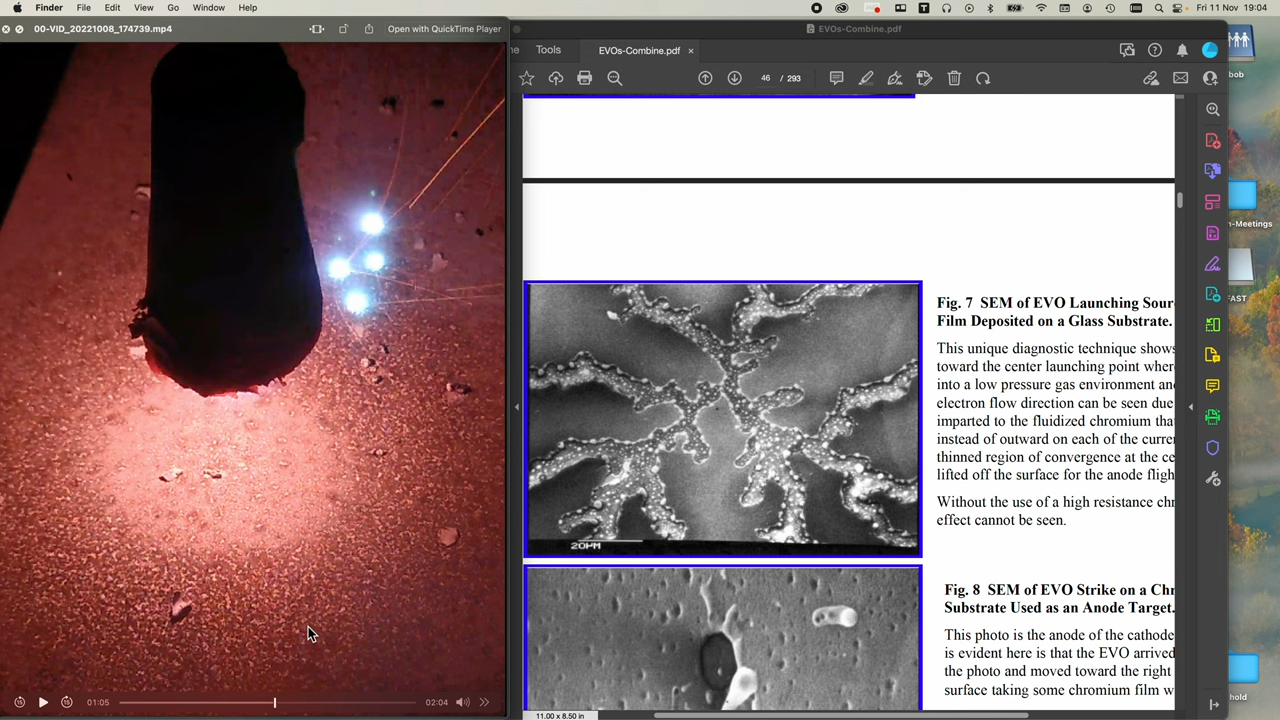 Finder File Edit View Go Window Help
Fri 11 Nov 19:04
00-VID_20221008_174739.mp4
Open with QuickTime Player
EVOs-Combine.pdf
me Tools EVOs-Combine.pdf ×
46 / 293
bob
n-Meetings
FAST
hold
20µM
Fig. 7 SEM of EVO Launching Sour
Film Deposited on a Glass Substrate.
This unique diagnostic technique shows
toward the center launching point wher
into a low pressure gas environment and
electron flow direction can be seen due
imparted to the fluidized chromium tha
instead of outward on each of the curren
thinned region of convergence at the ce
lifted off the surface for the anode fligh
Without the use of a high resistance chr
effect cannot be seen.
Fig. 8 SEM of EVO Strike on a Chr
Substrate Used as an Anode Target.
This photo is the anode of the cathode
is evident here is that the EVO arrived
the photo and moved toward the right
surface taking some chromium film w
01:05
02:04
11.00 x 8.50 in